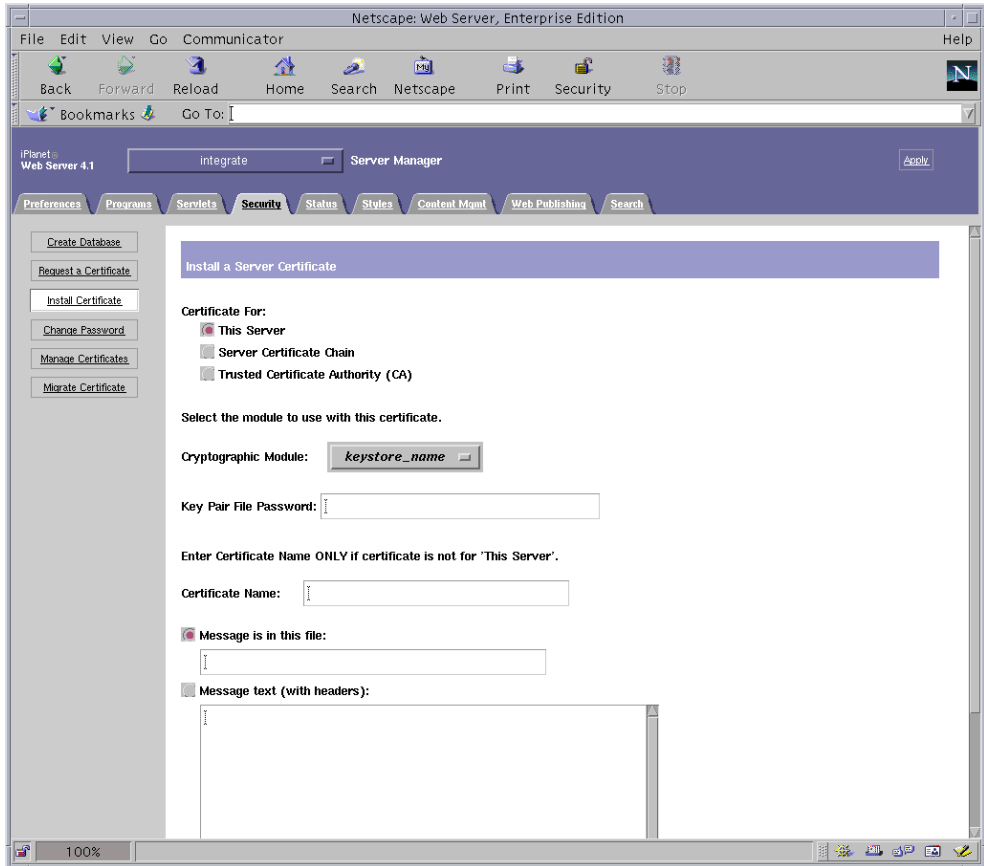 Netscape: Web Server, Enterprise Edition
File Edit View Go Communicator Help
Back Forward Reload Home Search Netscape Print Security Stop
My
N
Bookmarks Go To:
iPlanet
Web Server 4.1
integrate
Server Manager
Apply
Preferences Programs Servlets Security Status Styles Content Mgmt Web Publishing Search
Create Database
Request a Certificate
Install Certificate
Change Password
Manage Certificates
Migrate Certificate
Install a Server Certificate
Certificate For:
This Server
Server Certificate Chain
Trusted Certificate Authority (CA)
Select the module to use with this certificate.
Cryptographic Module: keystore_name
Key Pair File Password:
Enter Certificate Name ONLY if certificate is not for 'This Server'.
Certificate Name:
Message is in this file:
Message text (with headers):
100%